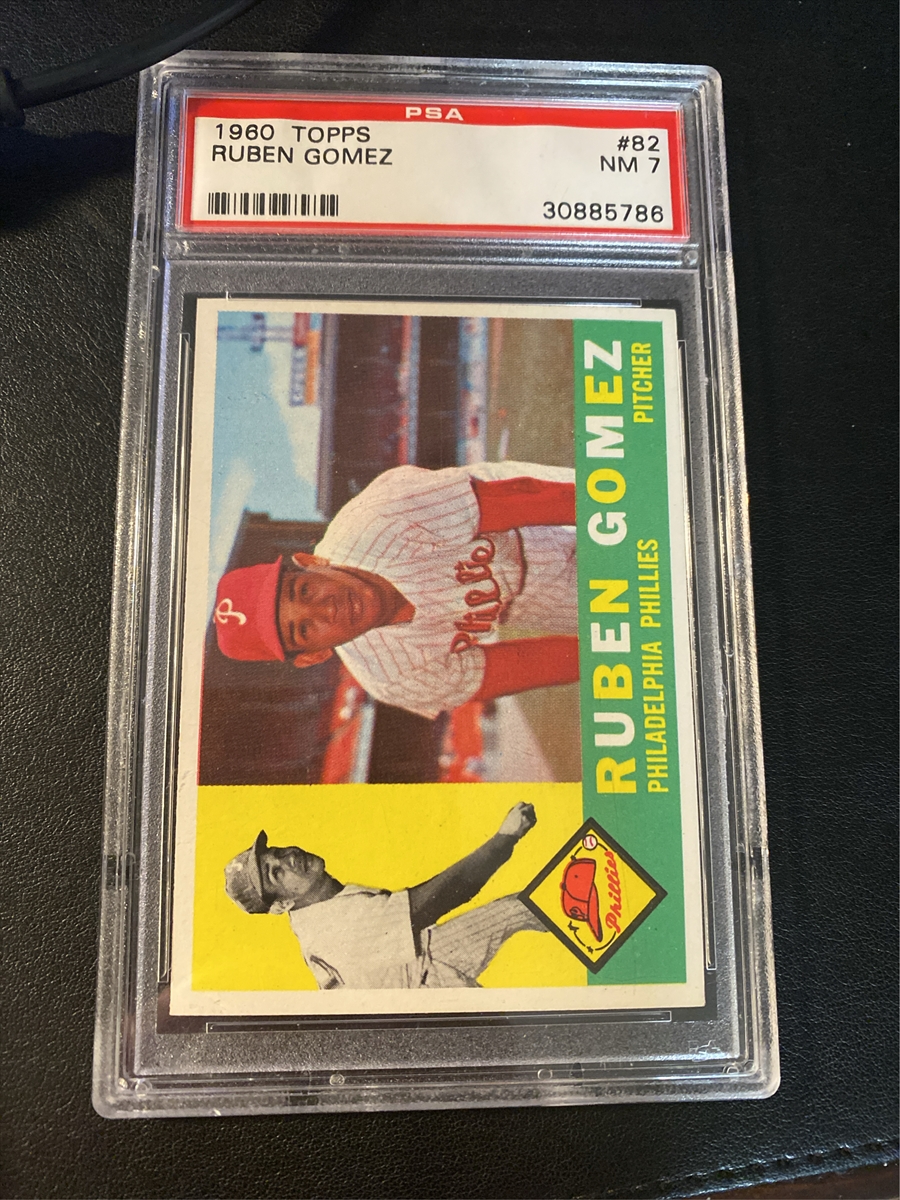 PSA
1960 TOPPS
#82
RUBEN GOMEZ
NM 7
30885786
P
Phillies
RUBEN GOMEZ
PHILADELPHIA PHILLIES
PITCHER
Phillies